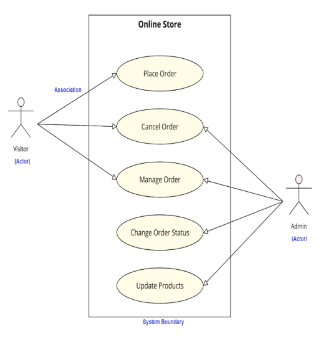 Online Store
Place Order
Association
Cancel Order
Visitor
(Actor)
Manage Order
Admin
(Actor)
Change Order Status
Update Products
System Boundary